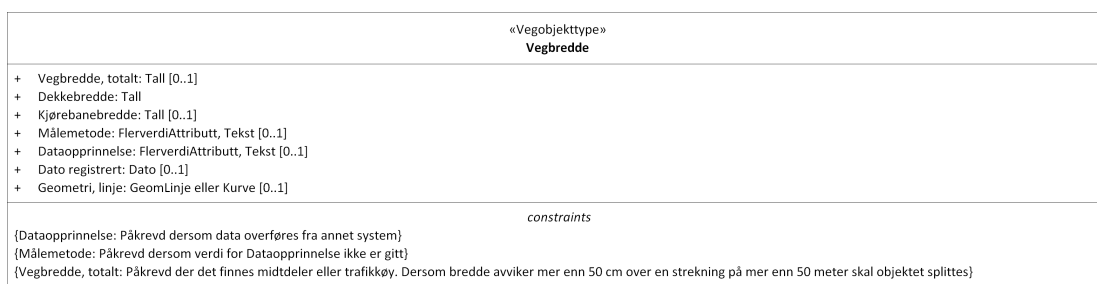 «Vegobjekttype»
Vegbredde
+ Vegbredde, totalt: Tall [0..1]
+ Dekkebredde: Tall
+ Kjørebanebredde: Tall [0..1]
+ Målemetode: FlerverdiAttributt, Tekst [0..1]
+ Dataopprinnelse: FlerverdiAttributt, Tekst [0..1]
+ Dato registrert: Dato [0..1]
+ Geometri, linje: GeomLinje eller Kurve [0..1]
constraints
{Dataopprinnelse: Påkrevd dersom data overføres fra annet system}
{Målemetode: Påkrevd dersom verdi for Dataopprinnelse ikke er gitt}
{Vegbredde, totalt: Påkrevd der det finnes midtdeler eller trafikkøy. Dersom bredde avviker mer enn 50 cm over en strekning på mer enn 50 meter skal objektet splittes}